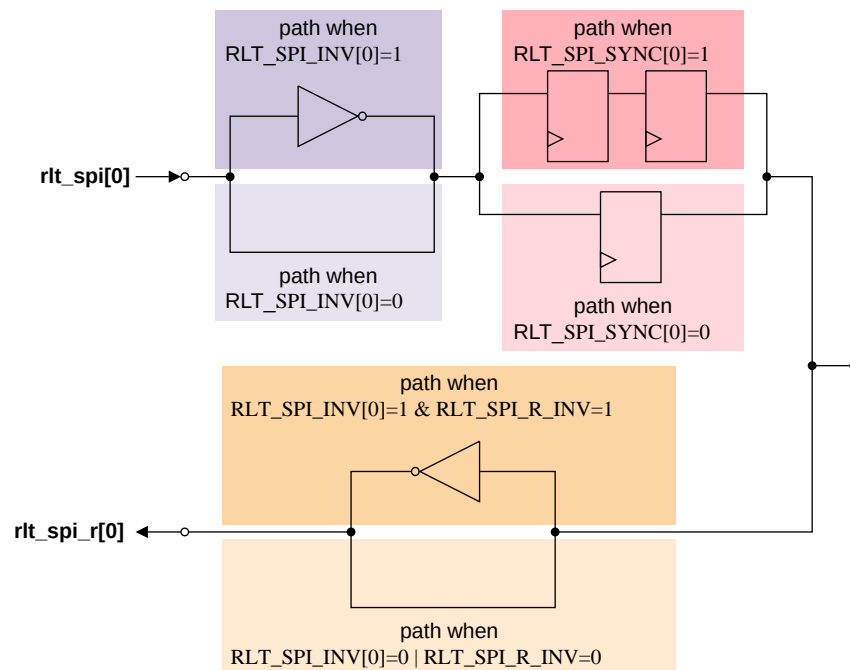 path when
RLT_SPI_INV[0]=1
path when
RLT_SPI_SYNC[0]=1
rlt_spi[0]
path when
RLT_SPI_INV[0]=0
path when
RLT_SPI_SYNC[0]=0
path when
RLT_SPI_INV[0]=1 & RLT_SPI_R_INV=1
rlt_spi_r[0]
path when
RLT_SPI_INV[0]=0 | RLT_SPI_R_INV=0